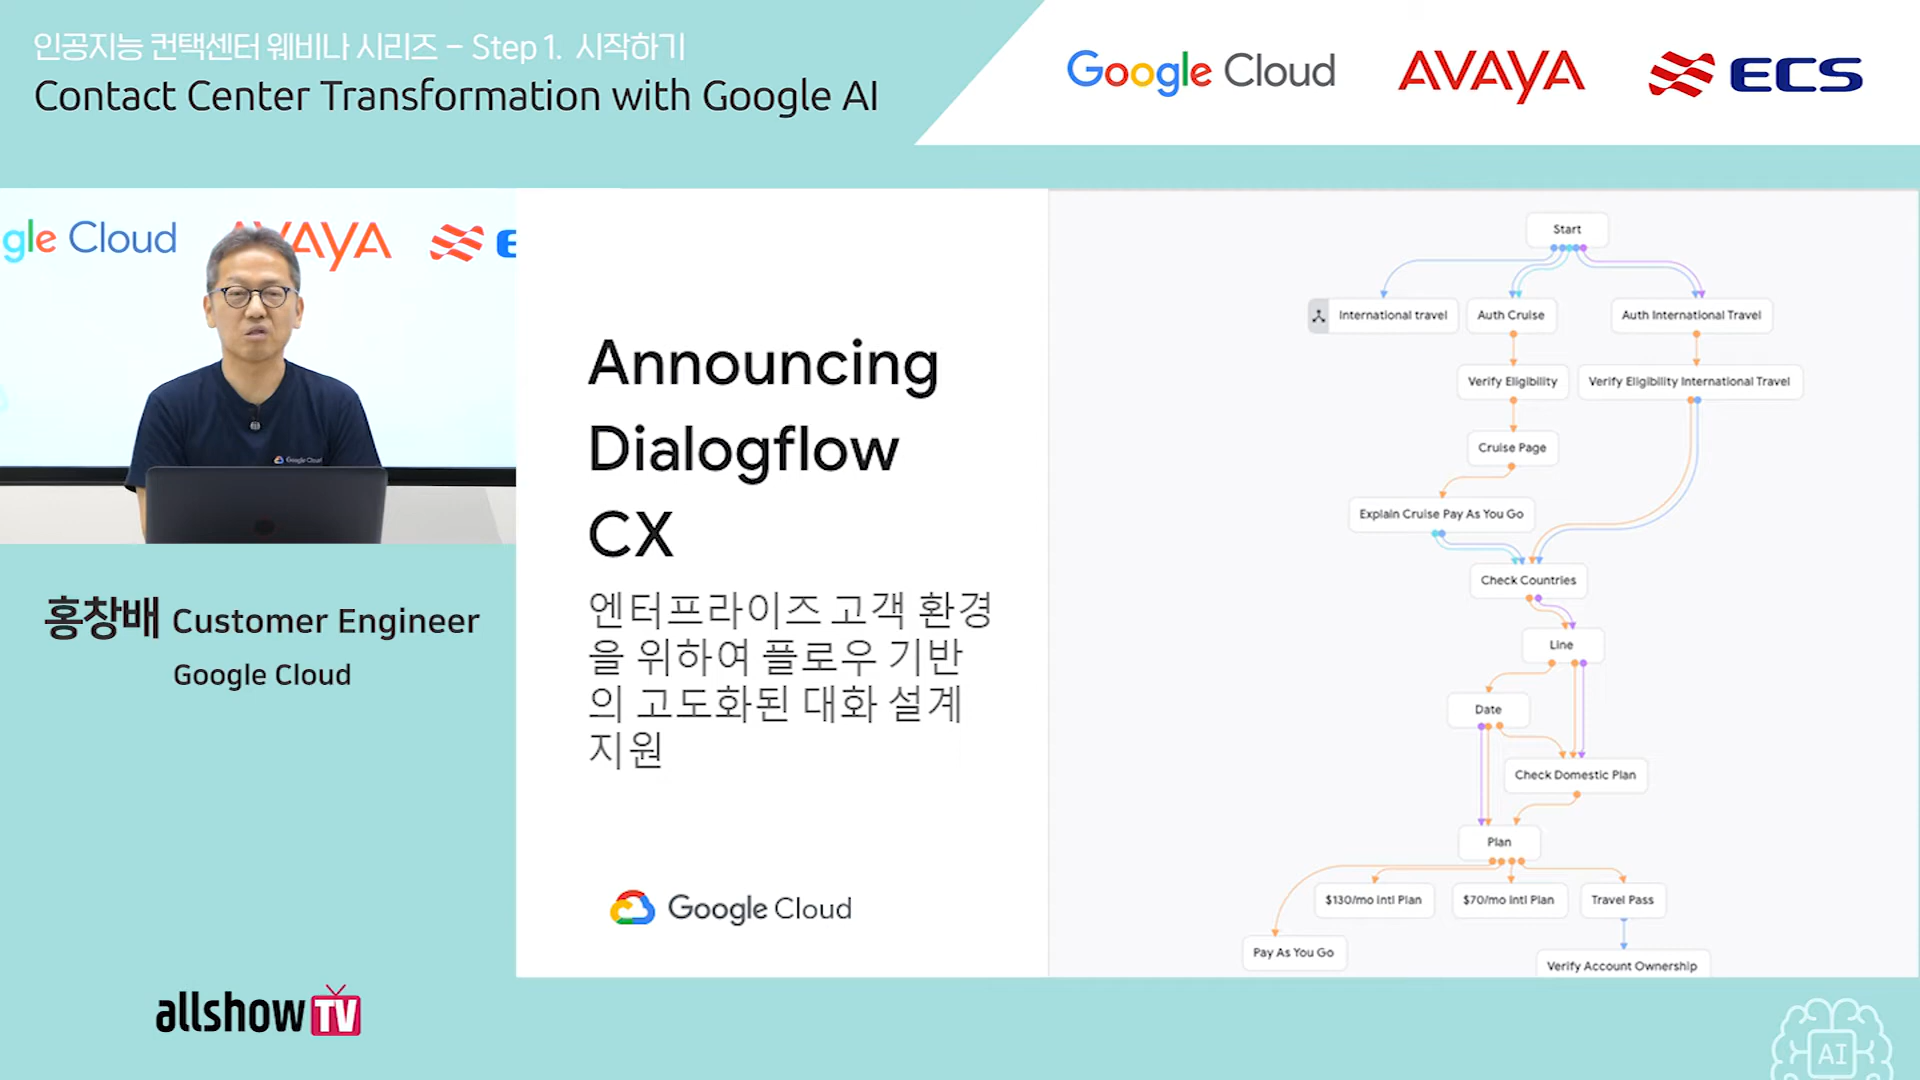 인공지능 컨택센터 웨비나 시리즈 – Step 1. 시작하기
Contact Center Transformation with Google AI
Google Cloud
AVAYA
ECS
gle Cloud
AVAYA
Google Cloud
홍창배 Customer Engineer
Google Cloud
allshowTV
Announcing
Dialogflow
CX
엔터프라이즈 고객 환경
을 위하여 플로우 기반
의 고도화된 대화 설계
지원
Google Cloud
Start
International travel
Auth Cruise
Auth International Travel
Verify Eligibility
Verify Eligibility International Travel
Cruise Page
Explain Cruise Pay As You Go
Check Countries
Line
Date
Check Domestic Plan
Plan
$130/mo Intl Plan
$70/mo Intl Plan
Travel Pass
Pay As You Go
Verify Account Ownership
AI